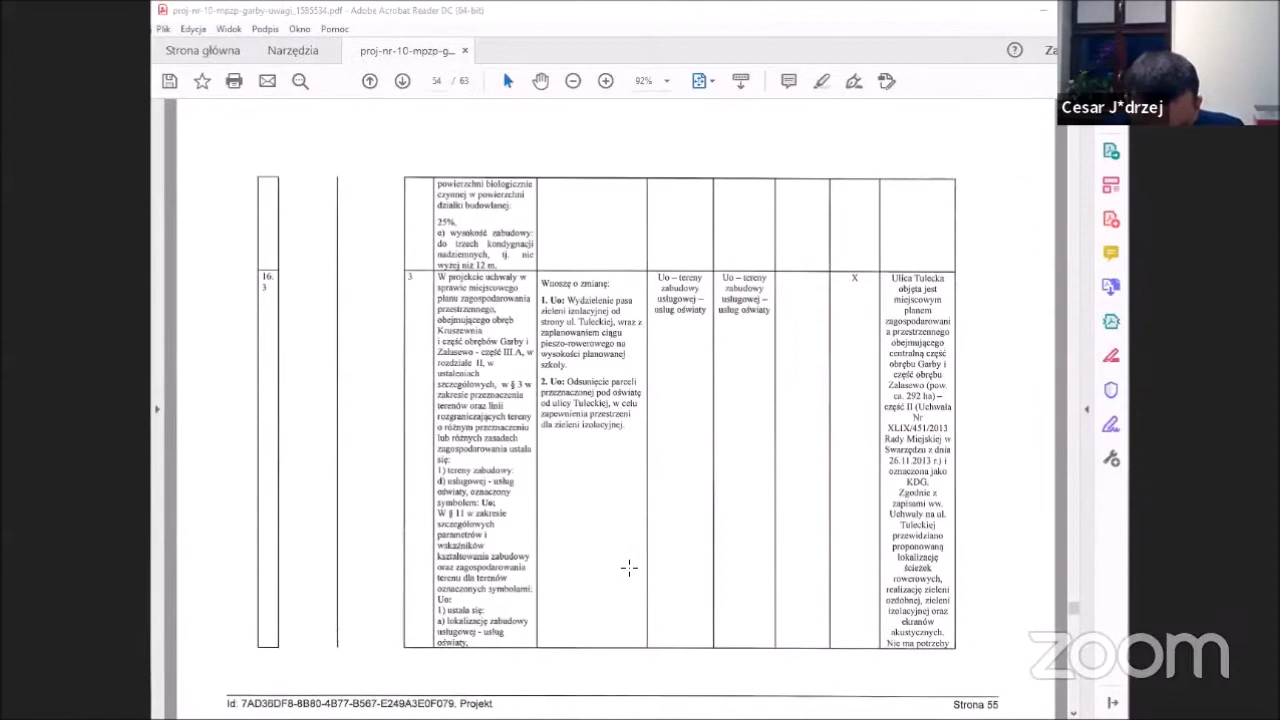 proj-nr-10-mpzp-garby-uwagi_1585534.pdf - Adobe Acrobat Reader DC (64-bit)
Plik Edycja Widok Podpis Okno Pomoc
Strona główna Narzędzia proj-nr-10-mpzp-g... × Za
54 / 63 92%
Cesar J*drzej
powierzchni biologicznie
czynnej w powierzchni
działki budowlanej:
25%,
e) wysokość zabudowy:
do trzech kondygnacji
nadziemnych, tj. nie
wyżej niż 12 m,
16.
3
3
W projekcie uchwały w
sprawie miejscowego
planu zagospodarowania
przestrzennego,
obejmującego obręb
Kruszewnia
i część obrębów Garby i
Zalasewo - część III.A, w
rozdziale II, w
ustaleniach
szczegółowych, w § 3 w
zakresie przeznaczenia
terenów oraz linii
rozgraniczających tereny
o różnym przeznaczeniu
lub różnych zasadach
zagospodarowania ustala
się:
1) tereny zabudowy:
d) usługowej - usług
oświaty, oznaczony
symbolem: Uo;
W § 11 w zakresie
szczegółowych
parametrów i
wskaźników
kształtowania zabudowy
oraz zagospodarowania
terenu dla terenów
oznaczonych symbolami:
Uo:
1) ustala się:
a) lokalizację zabudowy
usługowej - usług
oświaty,
Wnoszę o zmianę:
1. Uo: Wydzielenie pasa
zieleni izolacyjnej od
strony ul. Tuleckiej, wraz z
zaplanowaniem ciągu
pieszo-rowerowego na
wysokości planowanej
szkoły.
2. Uo: Odsunięcie parceli
przeznaczonej pod oświatę
od ulicy Tuleckiej, w celu
zapewnienia przestrzeni
dla zieleni izolacyjnej.
Uo – tereny
zabudowy
usługowej –
usług oświaty
Uo – tereny
zabudowy
usługowej –
usług oświaty
X
Ulica Tulecka
objęta jest
miejscowym
planem
zagospodarowani
a przestrzennego
obejmującego
centralną część
obrębu Garby i
część obrębu
Zalasewo (pow.
ca. 292 ha) –
część II (Uchwała
Nr
XLIX/451/2013
Rady Miejskiej w
Swarzędzu z dnia
26.11.2013 r.) i
oznaczona jako
KDG.
Zgodnie z
zapisami ww.
Uchwały na ul.
Tuleckiej
przewidziano
proponowaną
lokalizację
ścieżek
rowerowych,
realizację zieleni
ozdobnej, zieleni
izolacyjnej oraz
ekranów
akustycznych.
Nie ma potrzeby
Id. 7AD36DF8-8B80-4B77-B567-E249A3E0F079. Projekt
Strona 55
zoom